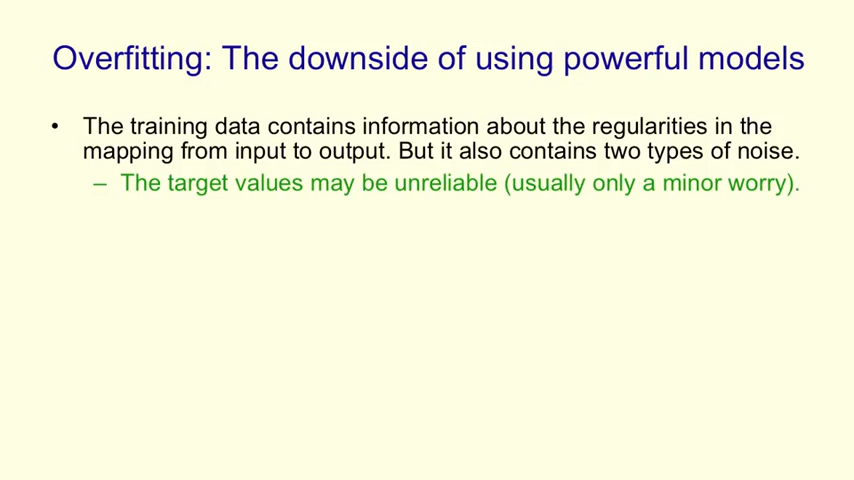 Overfitting: The downside of using powerful models
• The training data contains information about the regularities in the
mapping from input to output. But it also contains two types of noise.
– The target values may be unreliable (usually only a minor worry).